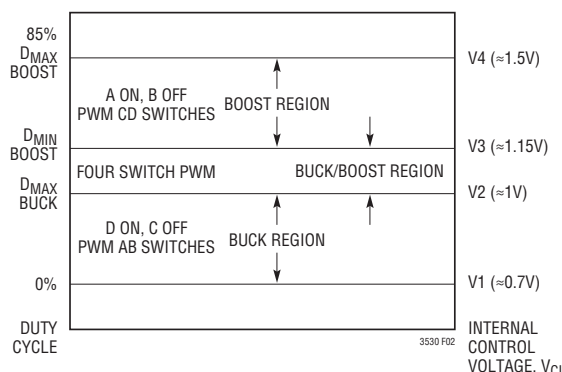 85%
DMAX
BOOST
V4 (≈1.5V)
A ON, B OFF
PWM CD SWITCHES
BOOST REGION
DMIN
BOOST
V3 (≈1.15V)
FOUR SWITCH PWM
BUCK/BOOST REGION
DMAX
BUCK
V2 (≈1V)
D ON, C OFF
PWM AB SWITCHES
BUCK REGION
0%
V1 (≈0.7V)
DUTY
CYCLE
3530 F02
INTERNAL
CONTROL
VOLTAGE,